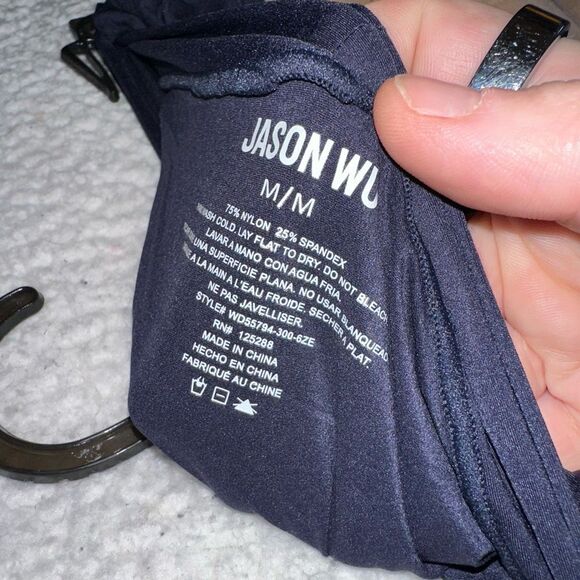 JASON WU
M/M
75% NYLON 25% SPANDEX
WASH COLD. LAY FLAT TO DRY. DO NOT BLEACH
LAVAR A MANO CON AGUA FRIA
UNA SUPERFICIE PLANA. NO USAR BLANQUEAD
A LA MAIN A L'EAU FROIDE. SECHER A PLAT.
NE PAS JAVELLISER.
STYLE# WD55794-300-6ZE
RN# 125288
MADE IN CHINA
HECHO EN CHINA
FABRIQUÉ AU CHINE